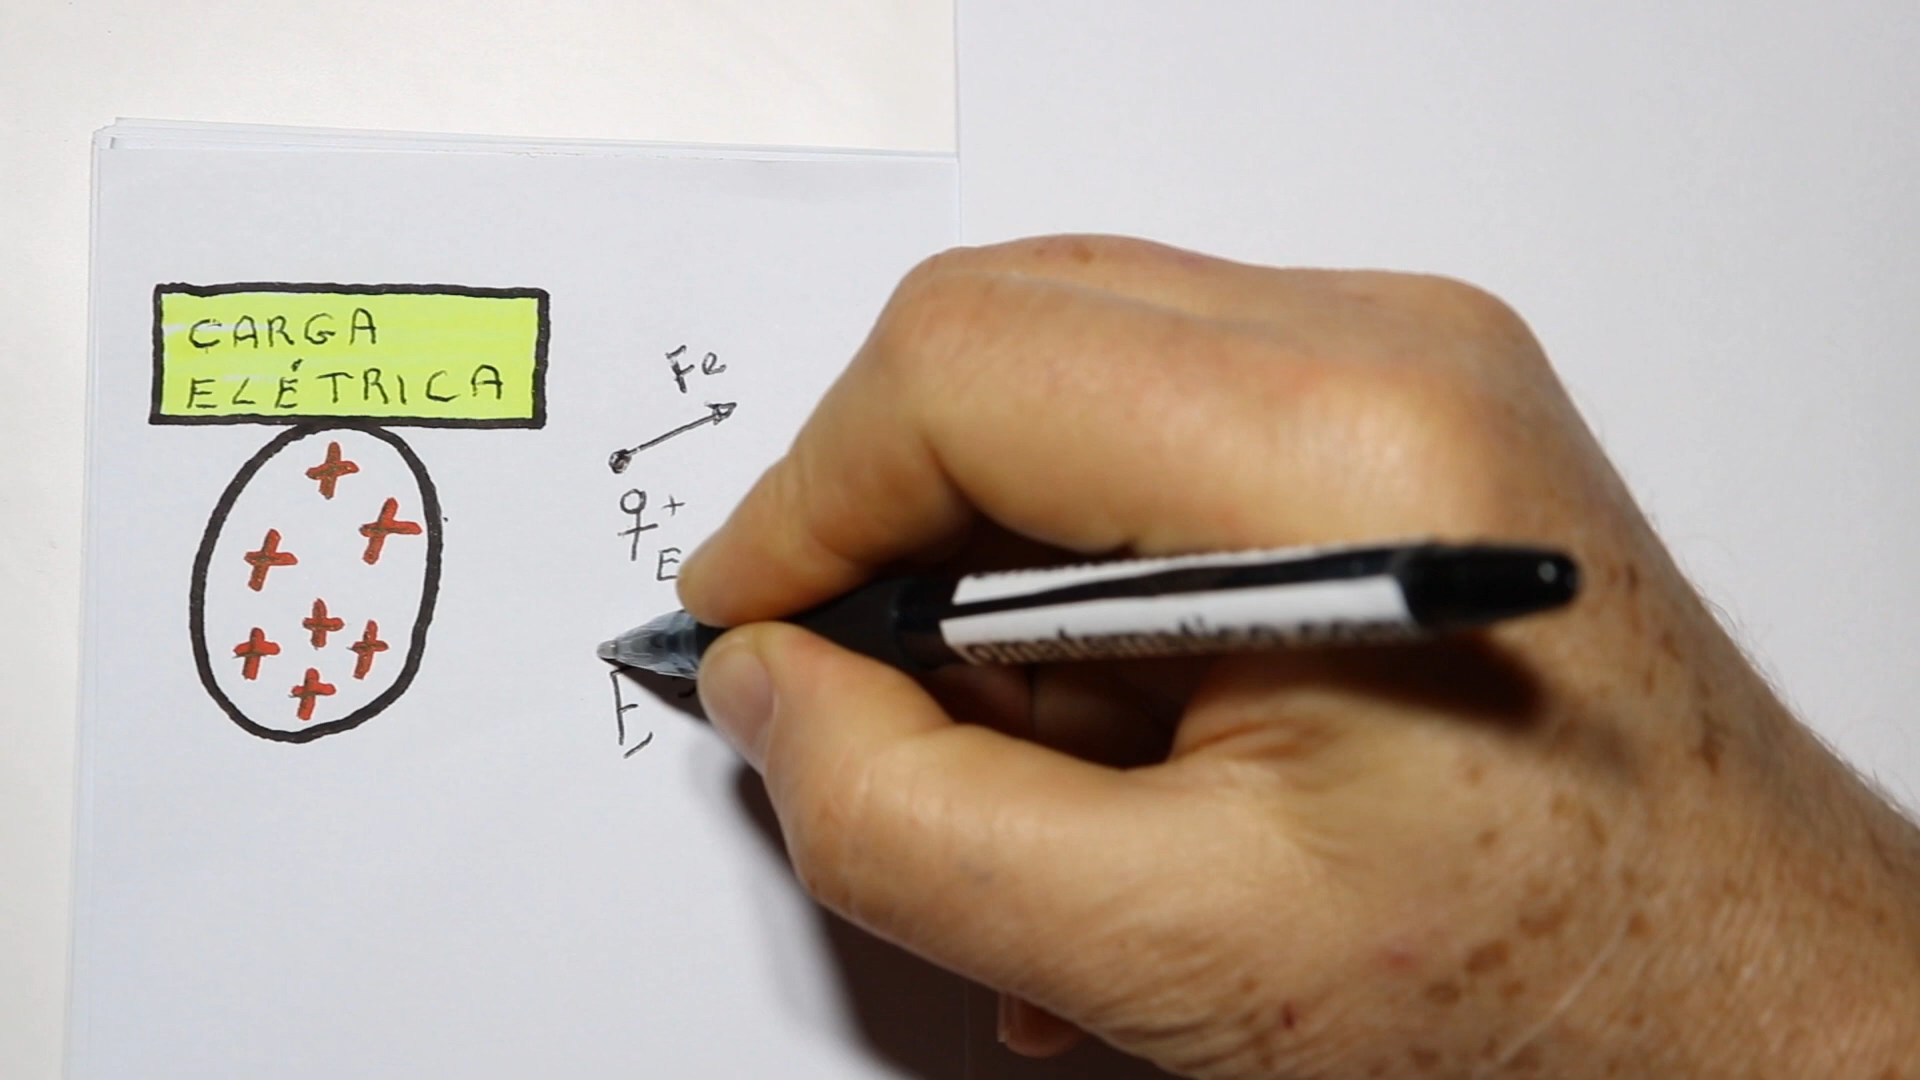 CARGA
ELÉTRICA
+
+
+
+
+
+
+
Fe
q +
E